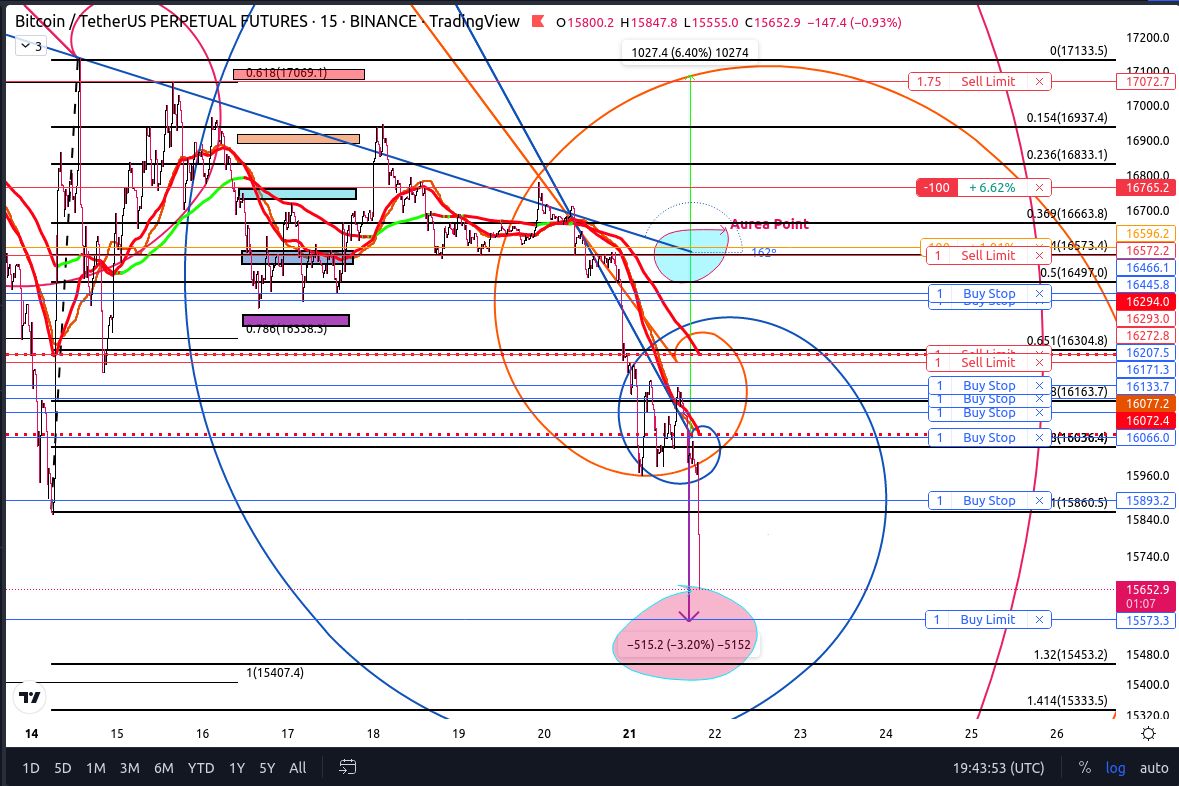 Bitcoin / TetherUS PERPETUAL FUTURES · 15 · BINANCE · TradingView O15800.2 H15847.8 L15555.0 C15652.9 −147.4 (−0.93%)
3
1027.4 (6.40%) 10274
0.618(17069.1)
0.786(16338.3)
1(15407.4)
Aurea Point
162°
−515.2 (−3.20%) −5152
0(17133.5)
1.75 Sell Limit ×
0.154(16937.4)
0.236(16833.1)
-100 + 6.62% ×
0.369(16663.8)
(16573.4)
1 Sell Limit ×
0.5(16497.0)
1 Buy Stop ×
0.651(16304.8)
1 Sell Limit ×
1 Buy Stop ×
(16163.7)
1 Buy Stop ×
1 Buy Stop ×
1 Buy Stop ×
(16036.4)
1 Buy Stop ×
1(15860.5)
1 Buy Limit ×
1.32(15453.2)
1.414(15333.5)
17200.0
17100.0
17072.7
17000.0
16900.0
16800.0
16765.2
16700.0
16596.2
16572.2
16466.1
16445.8
16294.0
16293.0
16272.8
16207.5
16171.3
16133.7
16077.2
16072.4
16066.0
15960.0
15893.2
15840.0
15740.0
15652.9
01:07
15573.3
15480.0
15400.0
15320.0
14 15 16 17 18 19 20 21 22 23 24 25 26
1D 5D 1M 3M 6M YTD 1Y 5Y All 19:43:53 (UTC) % log auto